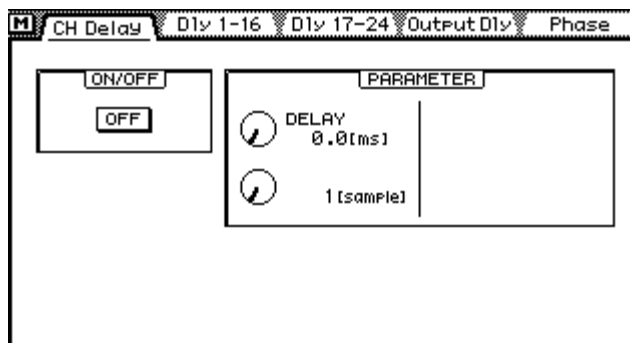 M CH Delay Dly 1-16 Dly 17-24 Output Dly Phase
ON/OFF PARAMETER
OFF DELAY
0.0[ms]
1[sample]